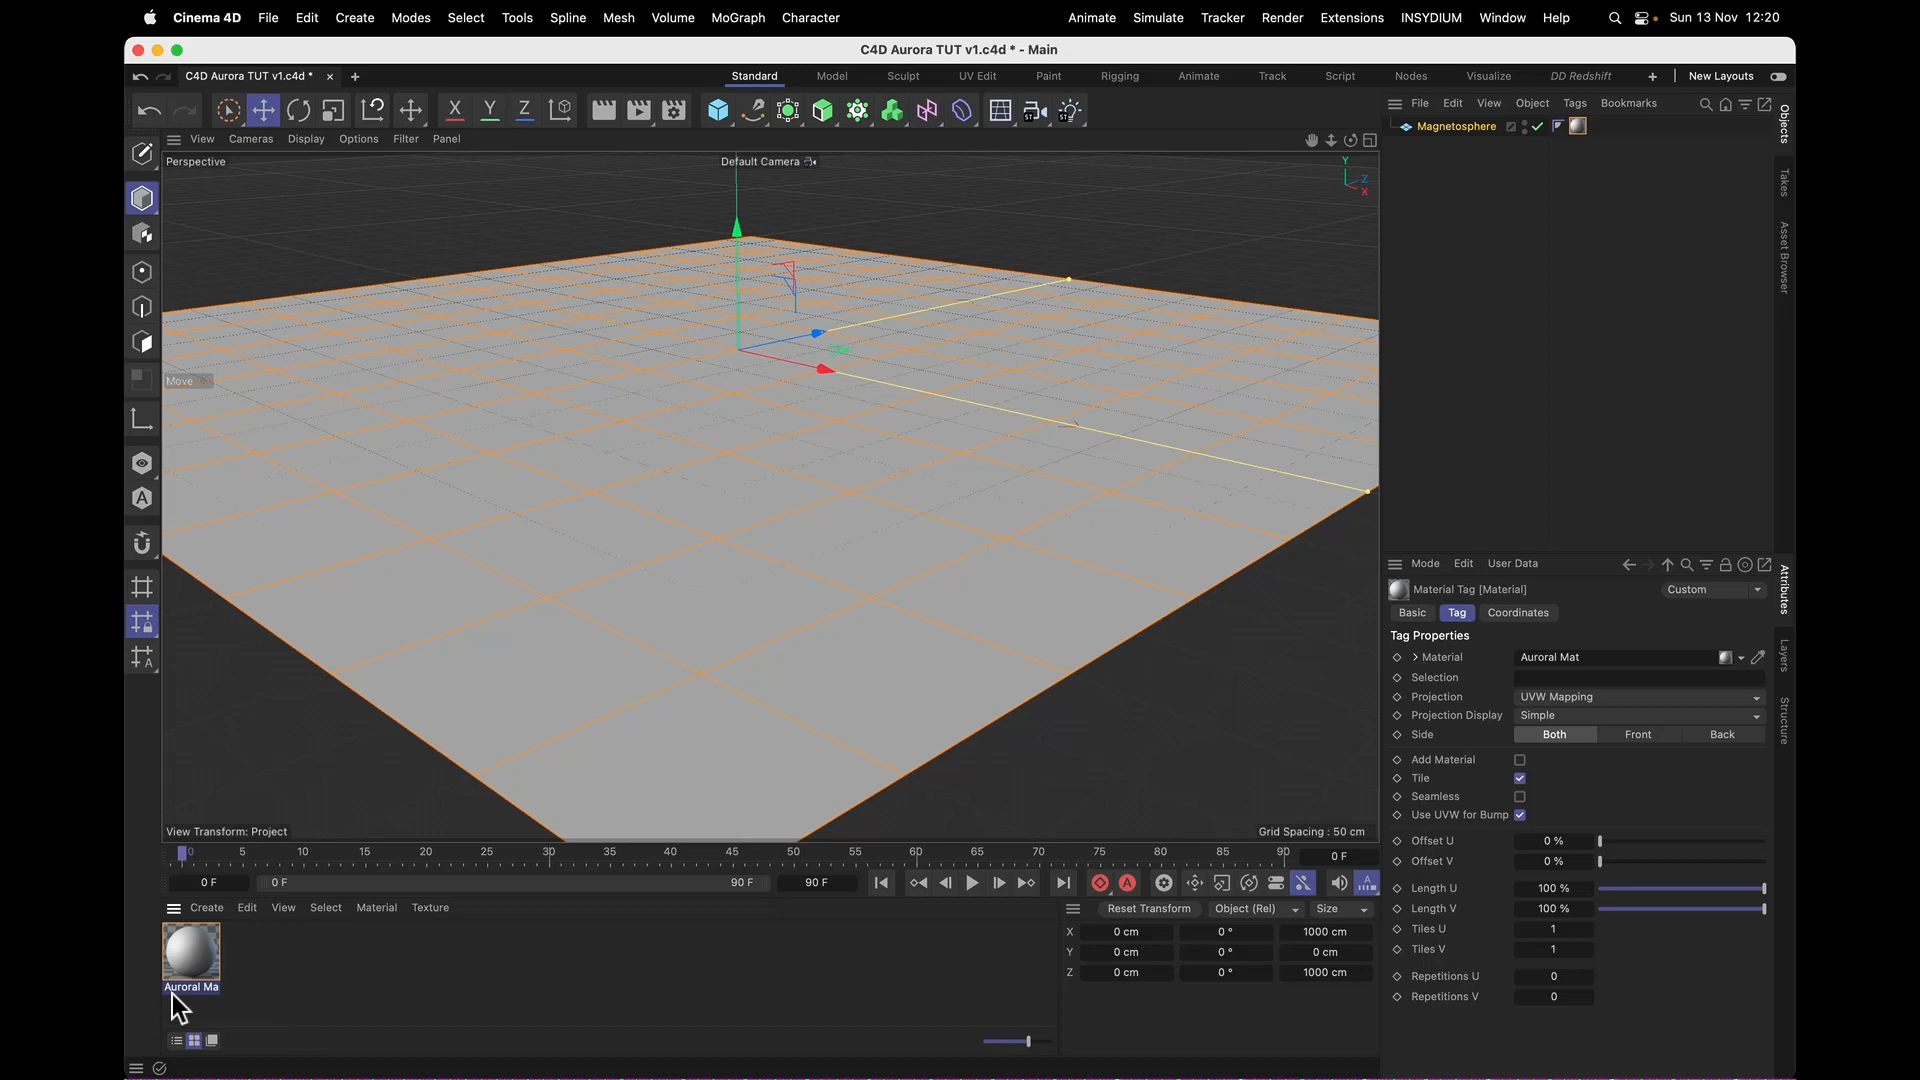 Cinema 4D File Edit Create Modes Select Tools Spline Mesh Volume MoGraph Character Animate Simulate Tracker Render Extensions INSYDIUM Window Help Sun 13 Nov 12:20
C4D Aurora TUT v1.c4d * - Main
C4D Aurora TUT v1.c4d * × + Standard Model Sculpt UV Edit Paint Rigging Animate Track Script Nodes Visualize DD Redshift + New Layouts
X Y Z
File Edit View Object Tags Bookmarks
Magnetosphere
View Cameras Display Options Filter Panel
Perspective
Default Camera
Y
Z
X
Move
View Transform: Project
Grid Spacing : 50 cm
Objects
Takes
Asset Browser
Mode Edit User Data
Material Tag [Material]
Custom
Basic Tag Coordinates
Tag Properties
Material Auroral Mat
Selection
Projection UVW Mapping
Projection Display Simple
Side Both Front Back
Add Material
Tile
Seamless
Use UVW for Bump
Offset U 0 %
Offset V 0 %
Length U 100 %
Length V 100 %
Tiles U 1
Tiles V 1
Repetitions U 0
Repetitions V 0
Attributes
Layers
Structure
0 5 10 15 20 25 30 35 40 45 50 55 60 65 70 75 80 85 90 0 F
0 F 0 F 90 F 90 F
Create Edit View Select Material Texture
Auroral Ma
Reset Transform Object (Rel) Size
X 0 cm 0 ° 1000 cm
Y 0 cm 0 ° 0 cm
Z 0 cm 0 ° 1000 cm